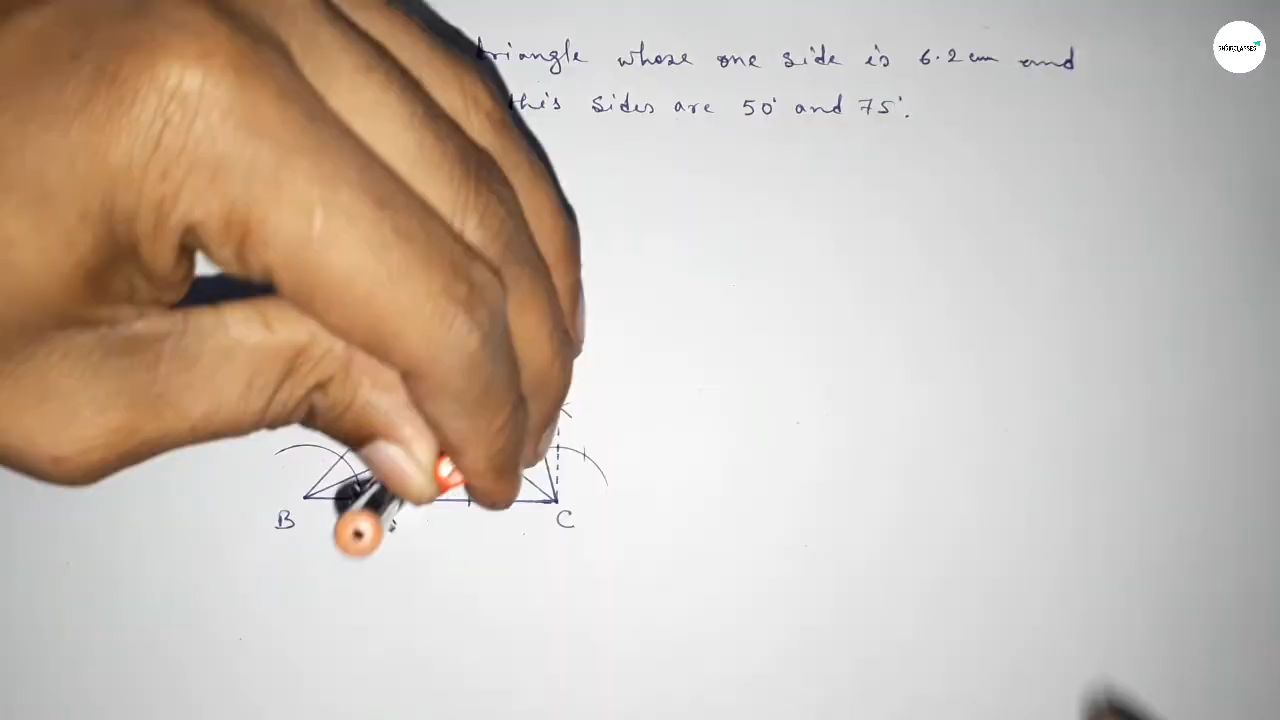 triangle whose one side is 6.2 cm and
this sides are 50° and 75°.
B C